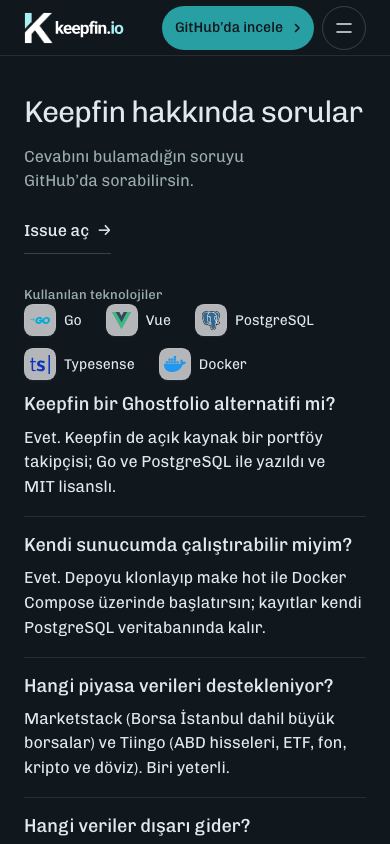 keepfin.io
GitHub'da incele
Keepfin hakkında sorular
Cevabını bulamadığın soruyu
GitHub'da sorabilirsin.
Issue aç
Kullanılan teknolojiler
GO Go
Vue
PostgreSQL
ts| Typesense
Docker
Keepfin bir Ghostfolio alternatifi mi?
Evet. Keepfin de açık kaynak bir portföy
takipçisi; Go ve PostgreSQL ile yazıldı ve
MIT lisanslı.
Kendi sunucumda çalıştırabilir miyim?
Evet. Depoyu klonlayıp make hot ile Docker
Compose üzerinde başlatırsın; kayıtlar kendi
PostgreSQL veritabanında kalır.
Hangi piyasa verileri destekleniyor?
Marketstack (Borsa İstanbul dahil büyük
borsalar) ve Tiingo (ABD hisseleri, ETF, fon,
kripto ve döviz). Biri yeterli.
Hangi veriler dışarı gider?